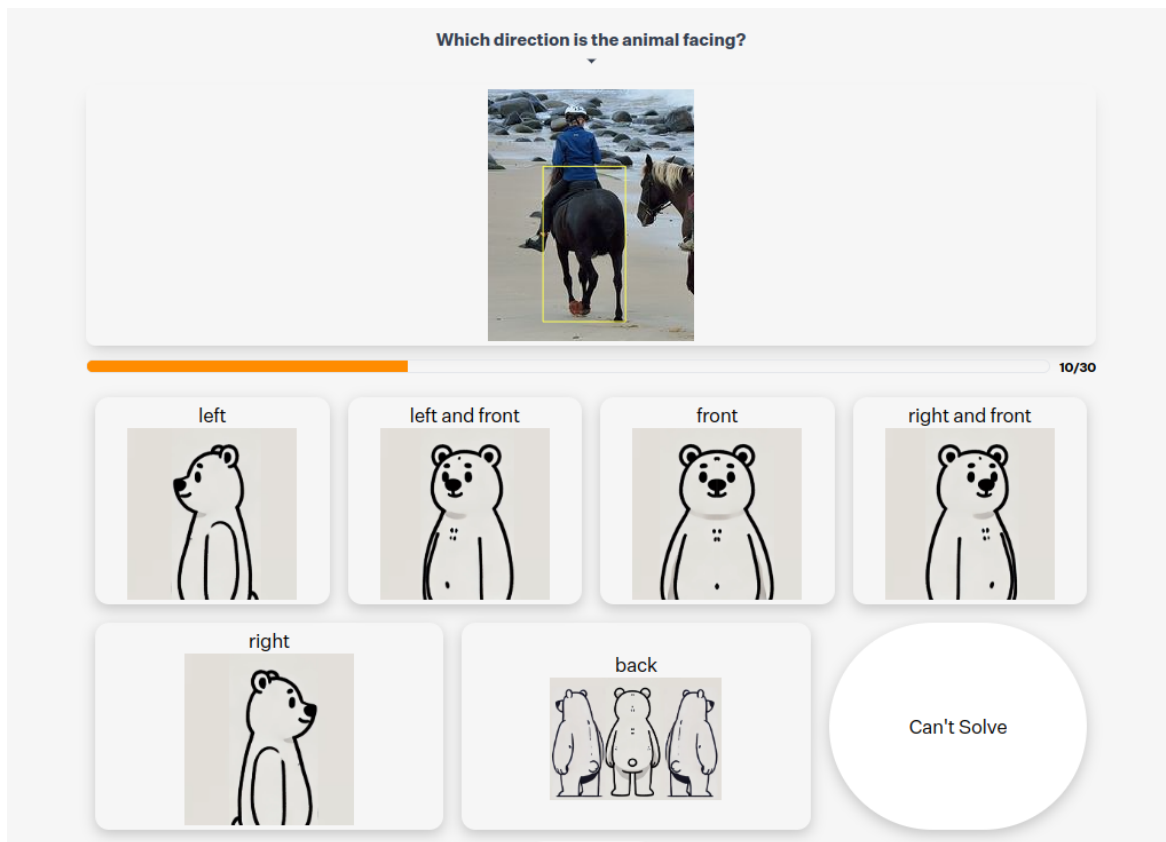 Which direction is the animal facing?
10/30
left
left and front
front
right and front
right
back
Can't Solve